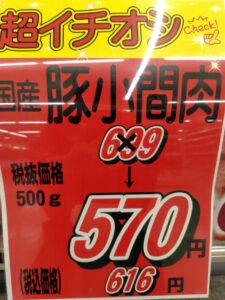 超イチオシ
check!
国産 豚小間肉
639
↓
税抜価格
500g
570円
(税込価格) 616円